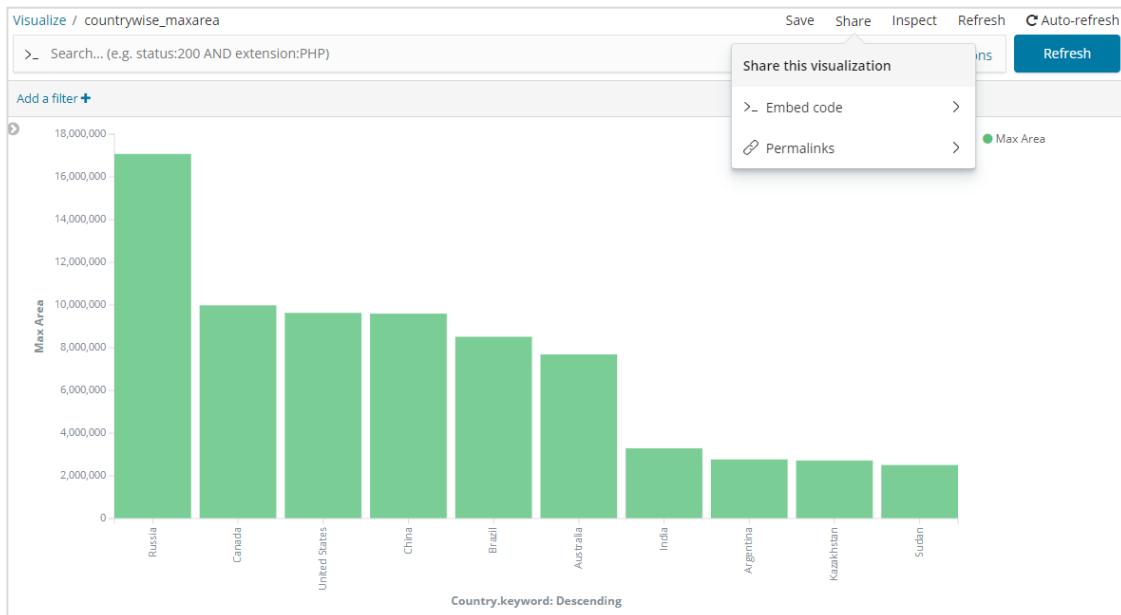 Visualize / countrywise_maxarea
Save Share Inspect Refresh Auto-refresh
>_ Search... (e.g. status:200 AND extension:PHP)
Refresh
Share this visualization
>_ Embed code
Permalinks
Add a filter +
Max Area
18,000,000
16,000,000
14,000,000
12,000,000
10,000,000
8,000,000
6,000,000
4,000,000
2,000,000
0
Max Area
Russia
Canada
United States
China
Brazil
Australia
India
Argentina
Kazakhstan
Sudan
Country.keyword: Descending